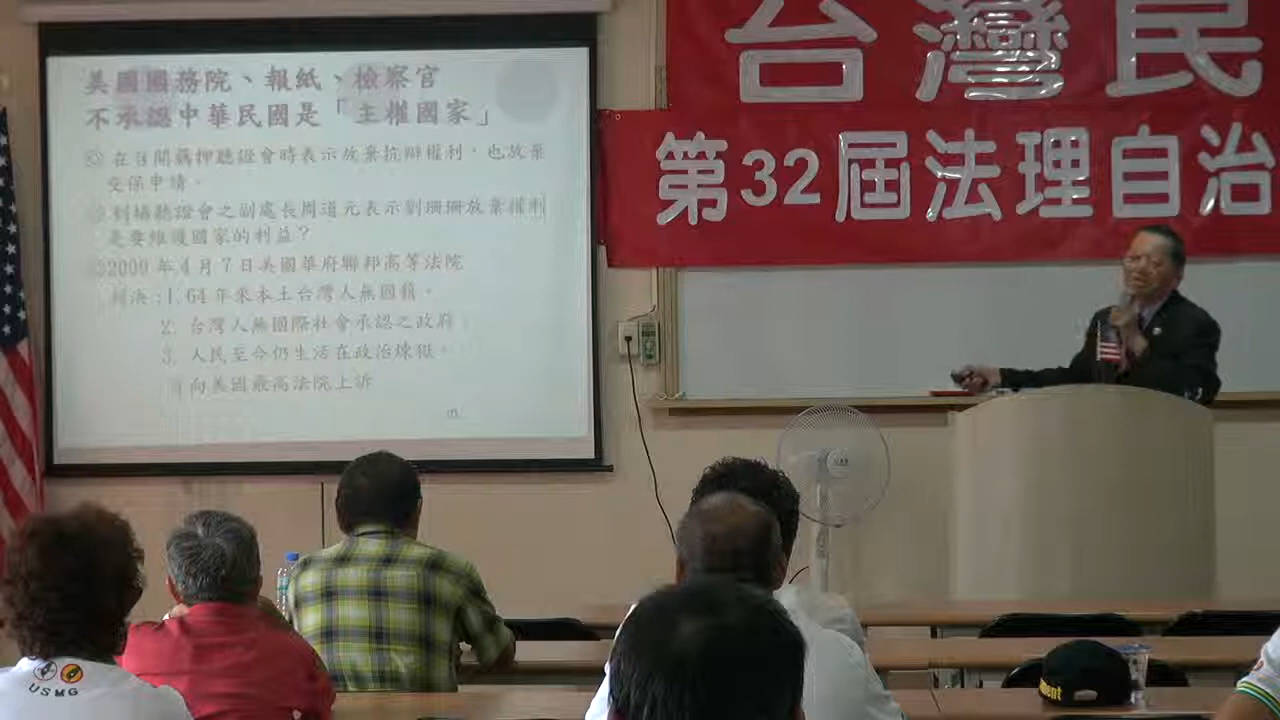 美國國務院、報紙、檢察官
不承認中華民國是「主權國家」
在召開羈押聽證會時表示放棄抗辯權利,也放棄
交保申請。
到場聽證會之副處長周道元表示劉珊珊放棄權利
是要維護國家的利益?
2009年4月7日美國華府聯邦高等法院
判決:1.64年來本土台灣人無國籍。
2. 台灣人無國際社會承認之政府。
3. 人民至今仍生活在政治煉獄。
向美國最高法院上訴
台灣民
第32屆法理自治
USMG